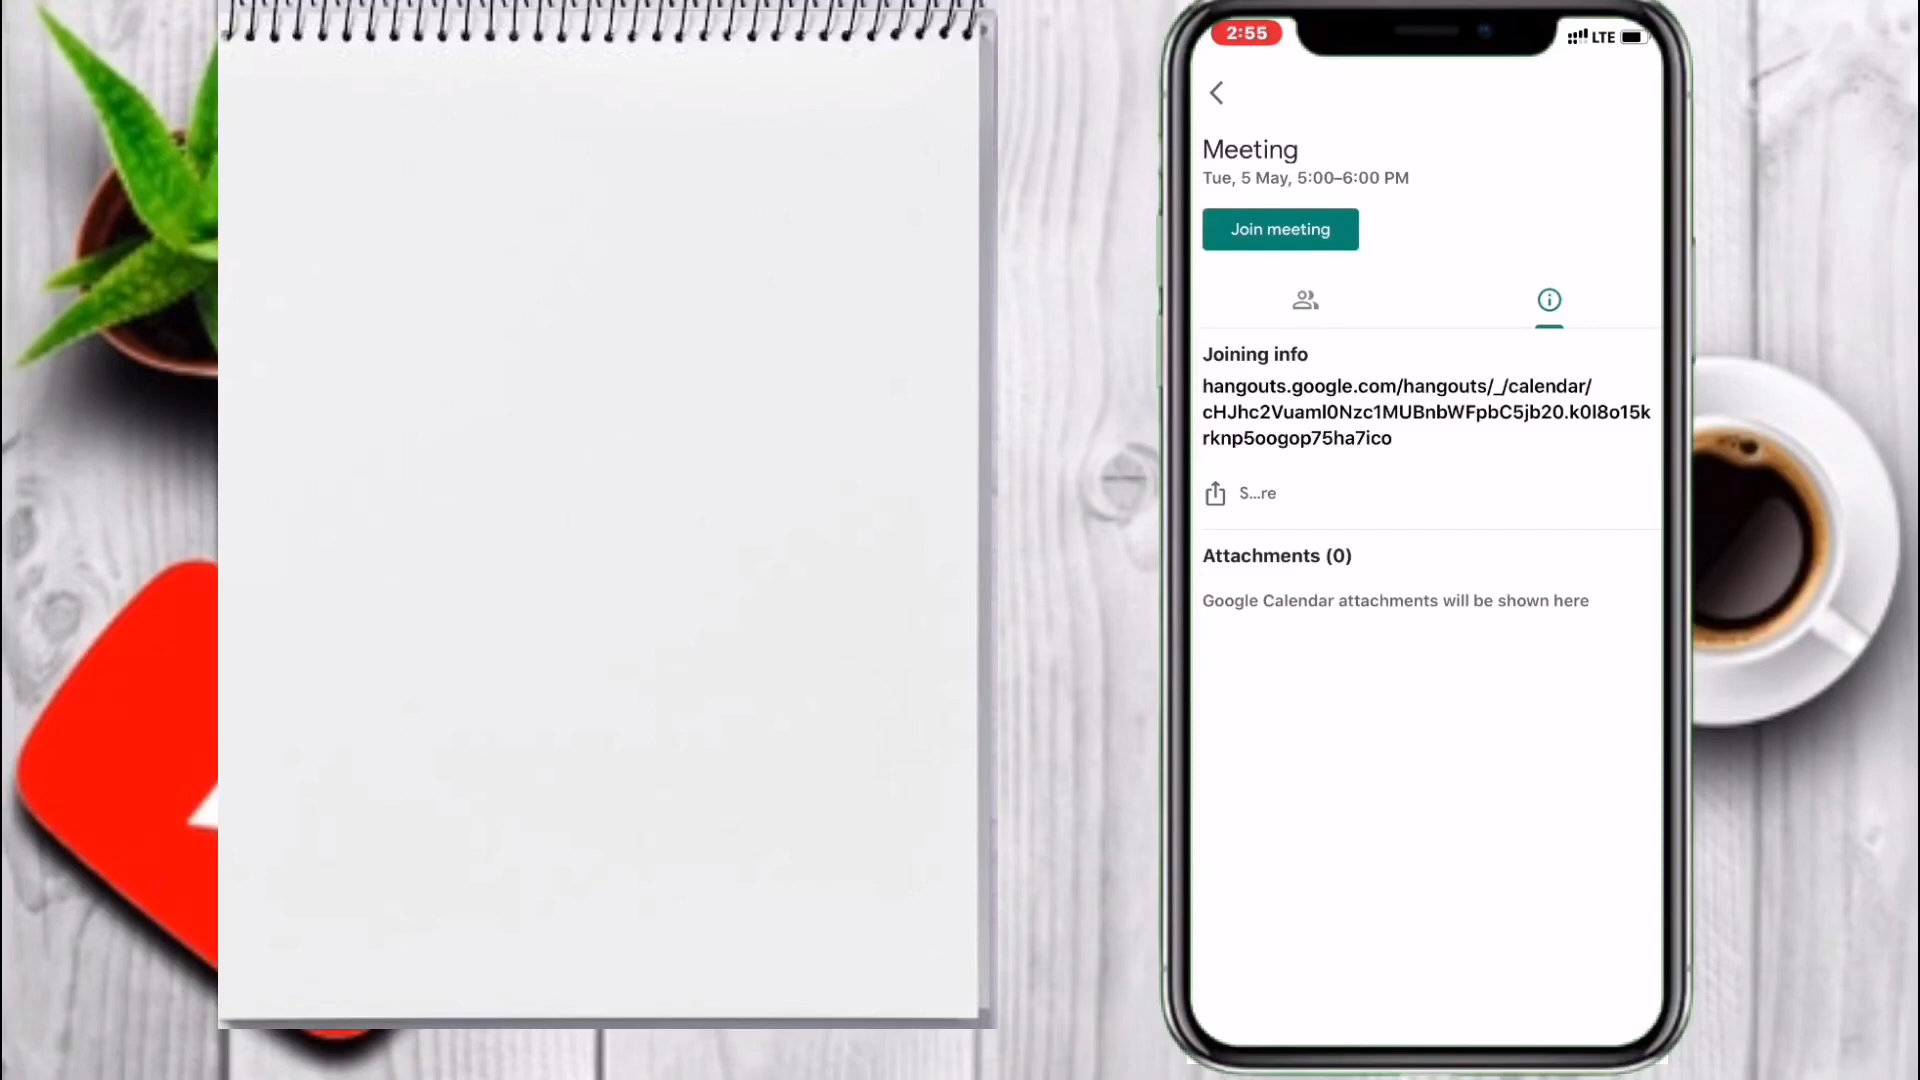 2:55
LTE
Meeting
Tue, 5 May, 5:00–6:00 PM
Join meeting
Joining info
hangouts.google.com/hangouts/_/calendar/
cHJhc2Vuaml0Nzc1MUBnbWFpbC5jb20.k0l8o15k
rknp5oogop75ha7ico
S...re
Attachments (0)
Google Calendar attachments will be shown here